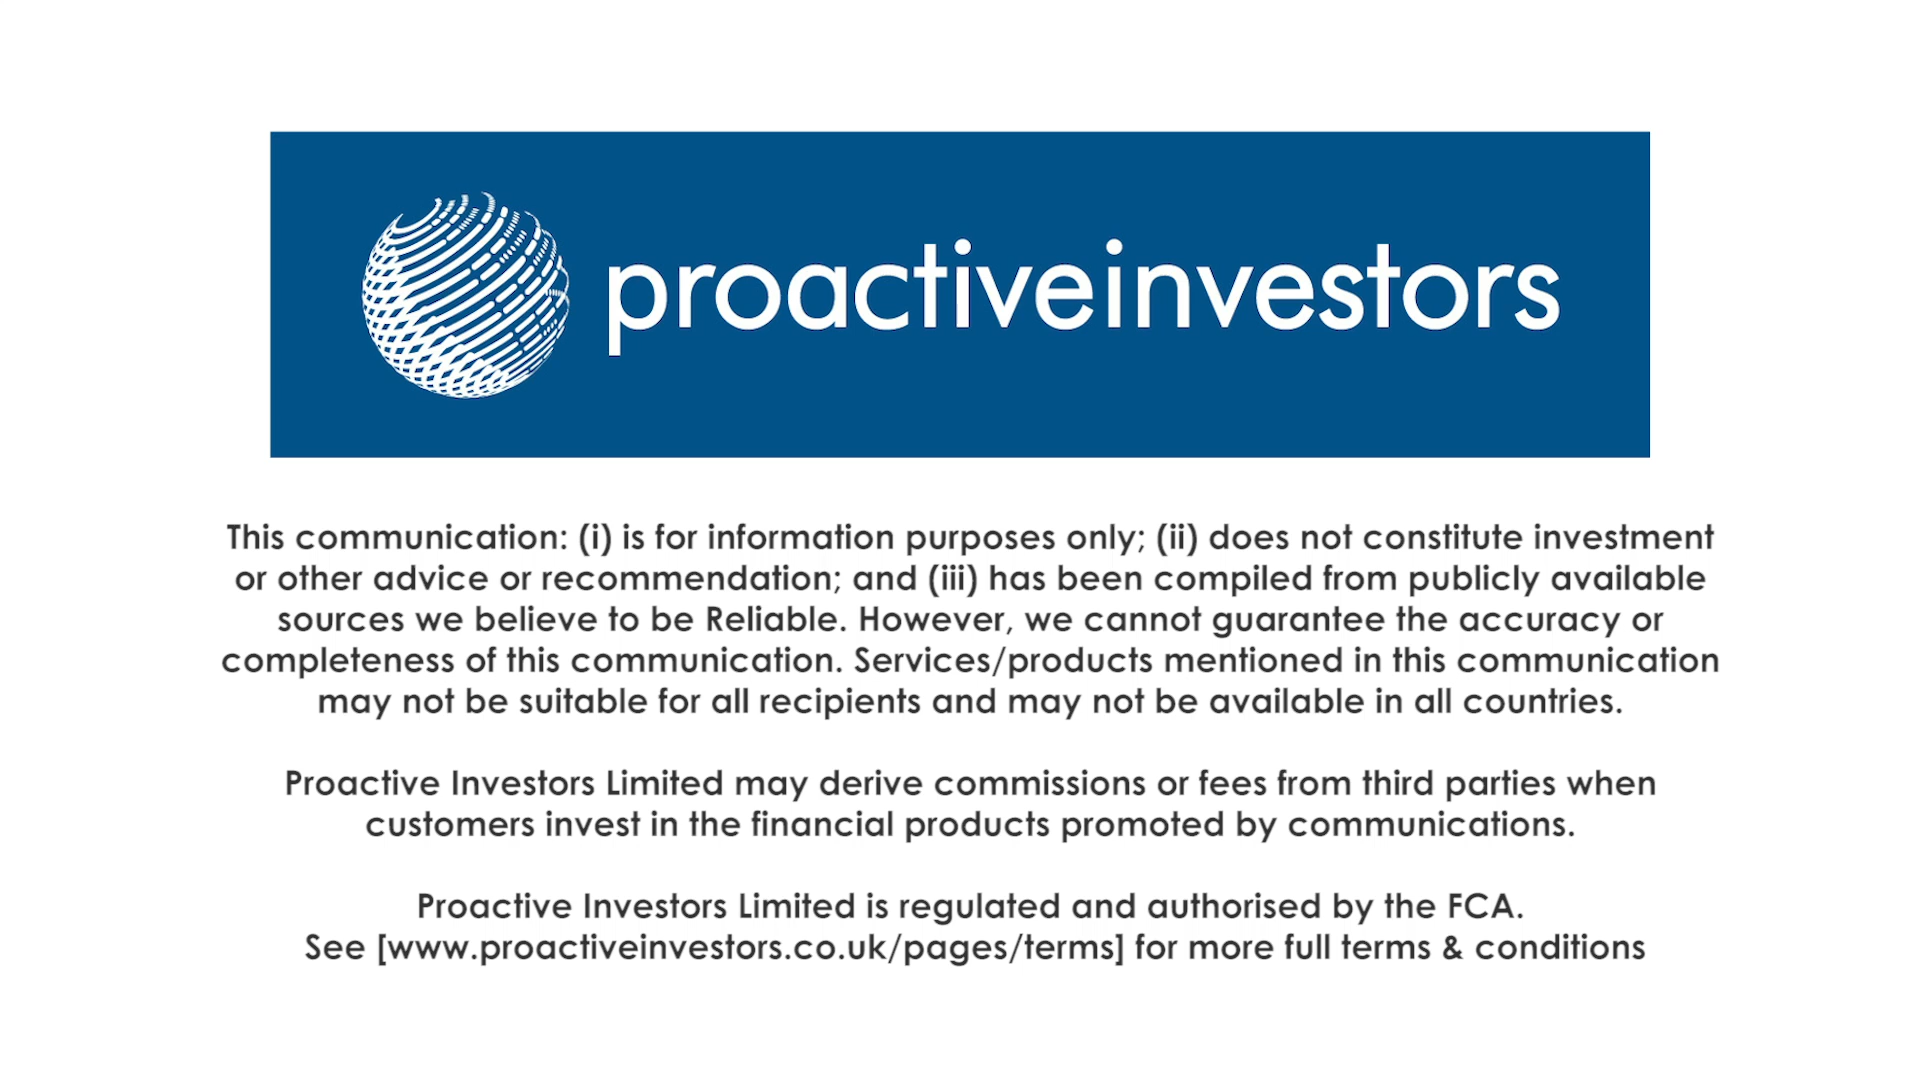 proactiveinvestors
This communication: (i) is for information purposes only; (ii) does not constitute investment
or other advice or recommendation; and (iii) has been compiled from publicly available
sources we believe to be Reliable. However, we cannot guarantee the accuracy or
completeness of this communication. Services/products mentioned in this communication
may not be suitable for all recipients and may not be available in all countries.
Proactive Investors Limited may derive commissions or fees from third parties when
customers invest in the financial products promoted by communications.
Proactive Investors Limited is regulated and authorised by the FCA.
See [www.proactiveinvestors.co.uk/pages/terms] for more full terms & conditions